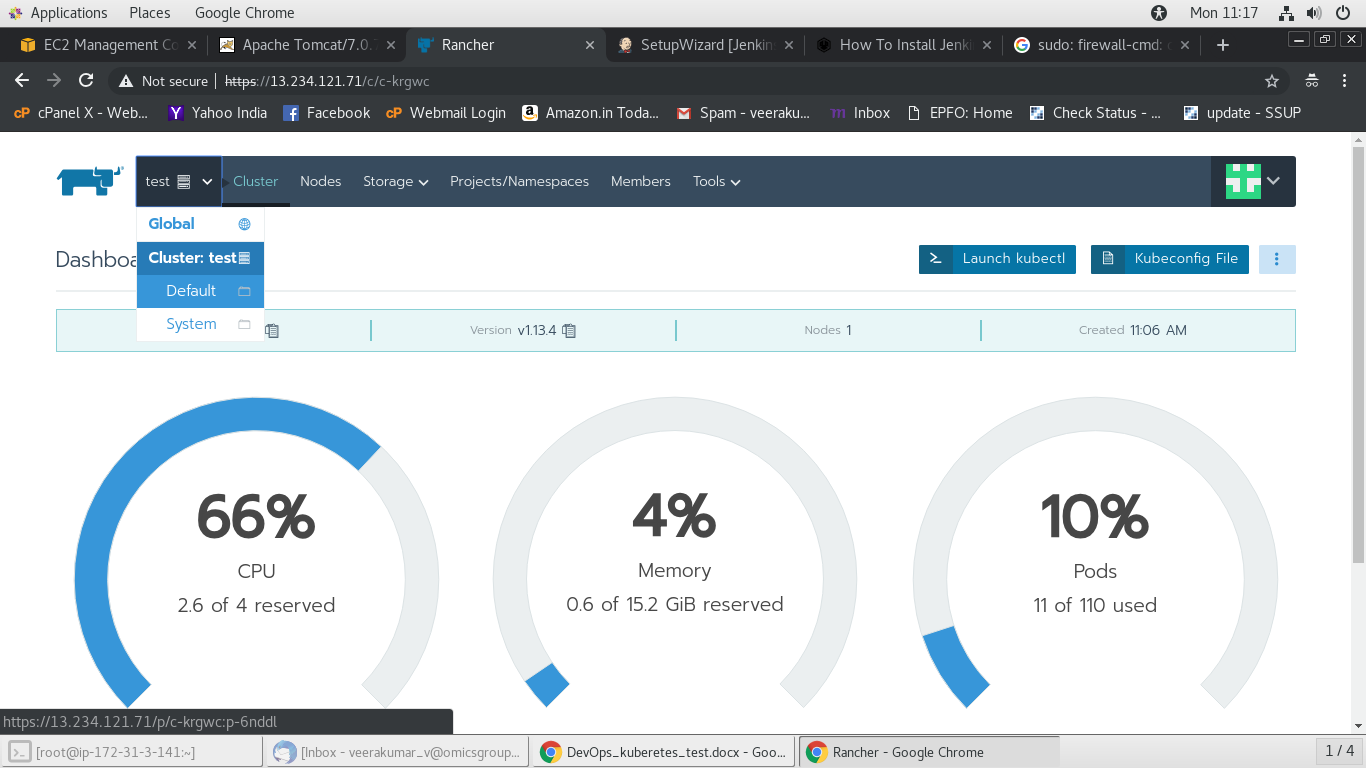 Applications Places Google Chrome Mon 11:17
EC2 Management Co Apache Tomcat/7.0.7 Rancher SetupWizard [Jenkins How To Install Jenki sudo: firewall-cmd: c
Not secure https://13.234.121.71/c/c-krgwc
cP cPanel X - Web... Yahoo India Facebook cP Webmail Login Amazon.in Toda... Spam - veeraku... Inbox EPFO: Home Check Status - ... update - SSUP
test Cluster Nodes Storage Projects/Namespaces Members Tools
Global
Cluster: test
Dashboa Launch kubectl Kubeconfig File
Default
System
Version v1.13.4 Nodes 1 Created 11:06 AM
66% 4% 10%
CPU Memory Pods
2.6 of 4 reserved 0.6 of 15.2 GiB reserved 11 of 110 used
https://13.234.121.71/p/c-krgwc:p-6nddl
[root@ip-172-31-3-141:~] [Inbox - veerakumar_v@omicsgroup... DevOps_kuberetes_test.docx - Goo... Rancher - Google Chrome 1 / 4